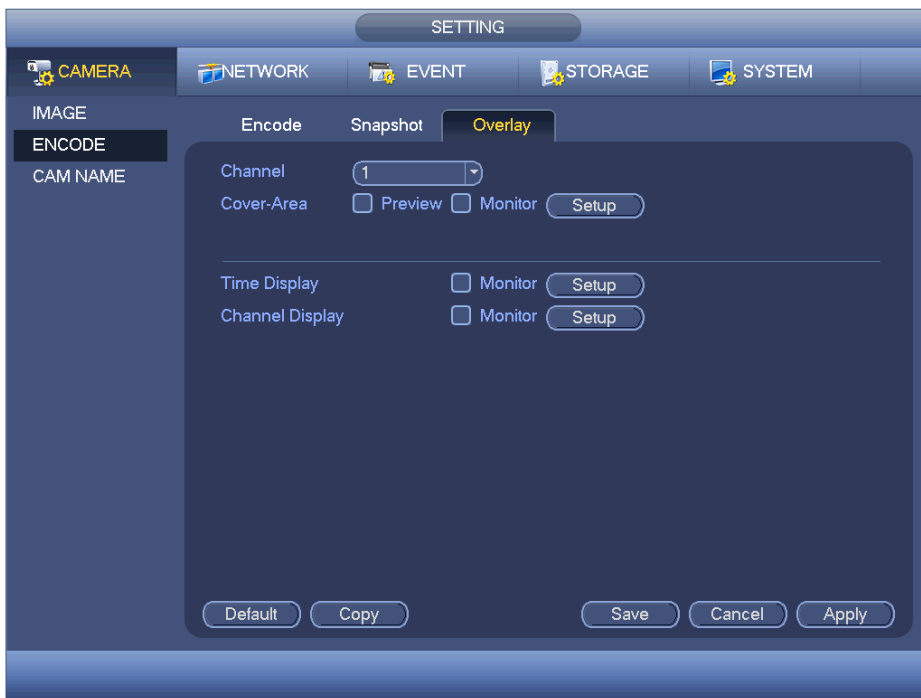 SETTING
CAMERA NETWORK EVENT STORAGE SYSTEM
IMAGE
ENCODE
CAM NAME
Encode Snapshot Overlay
Channel 1
Cover-Area Preview Monitor Setup
Time Display Monitor Setup
Channel Display Monitor Setup
Default Copy Save Cancel Apply